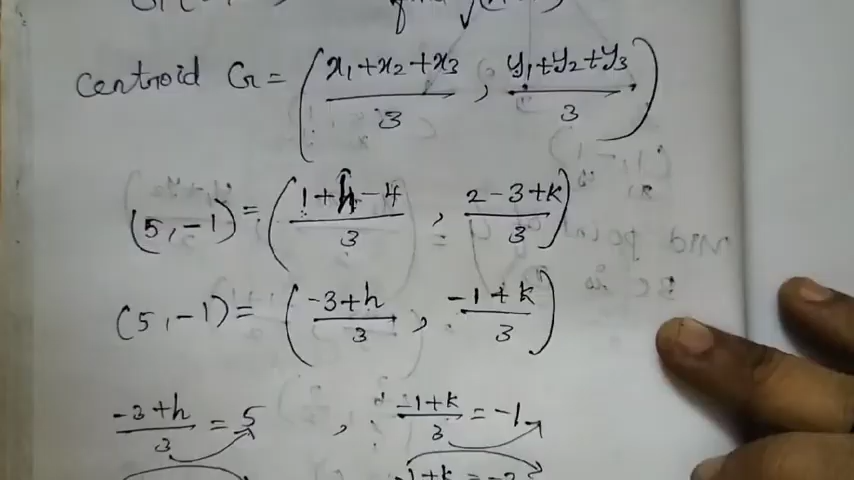 centroid G = ( x₁+x₂+x₃ / 3 , y₁+y₂+y₃ / 3 )
(5,-1) = ( 1+h-4 / 3 , 2-3+k / 3 )
(5,-1) = ( -3+h / 3 , -1+k / 3 )
-3+h / 3 = 5 , -1+k / 3 = -1